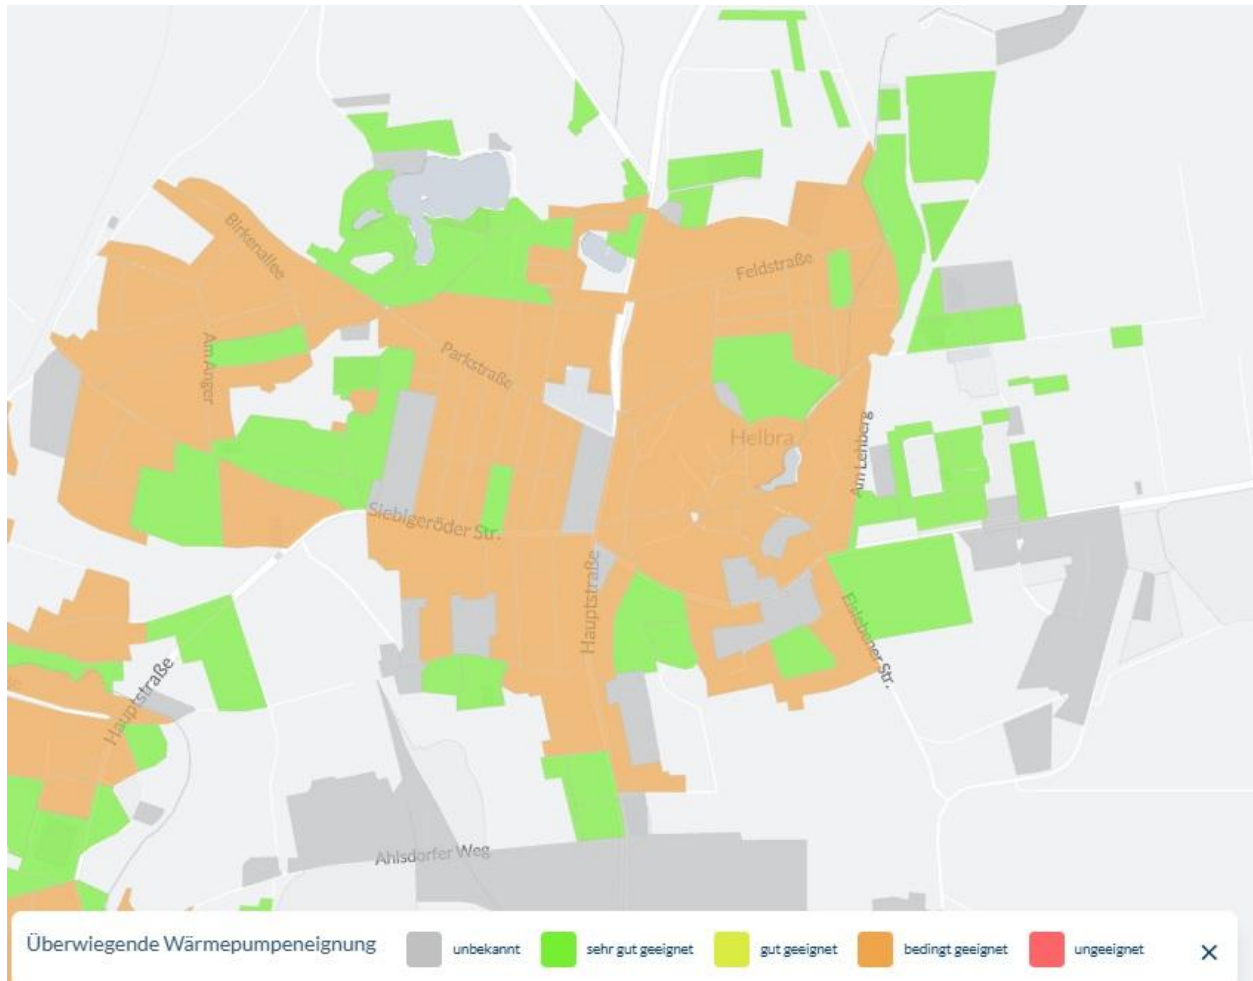 Birkenallee
Feldstraße
Am Anger
Parkstraße
Helbra
Am Lehberg
Siebigeröder Str.
Hauptstraße
Eislebener Str.
Hauptstraße
Ahlsdorfer Weg
Überwiegende Wärmepumpeneignung unbekannt sehr gut geeignet gut geeignet bedingt geeignet ungeeignet ×